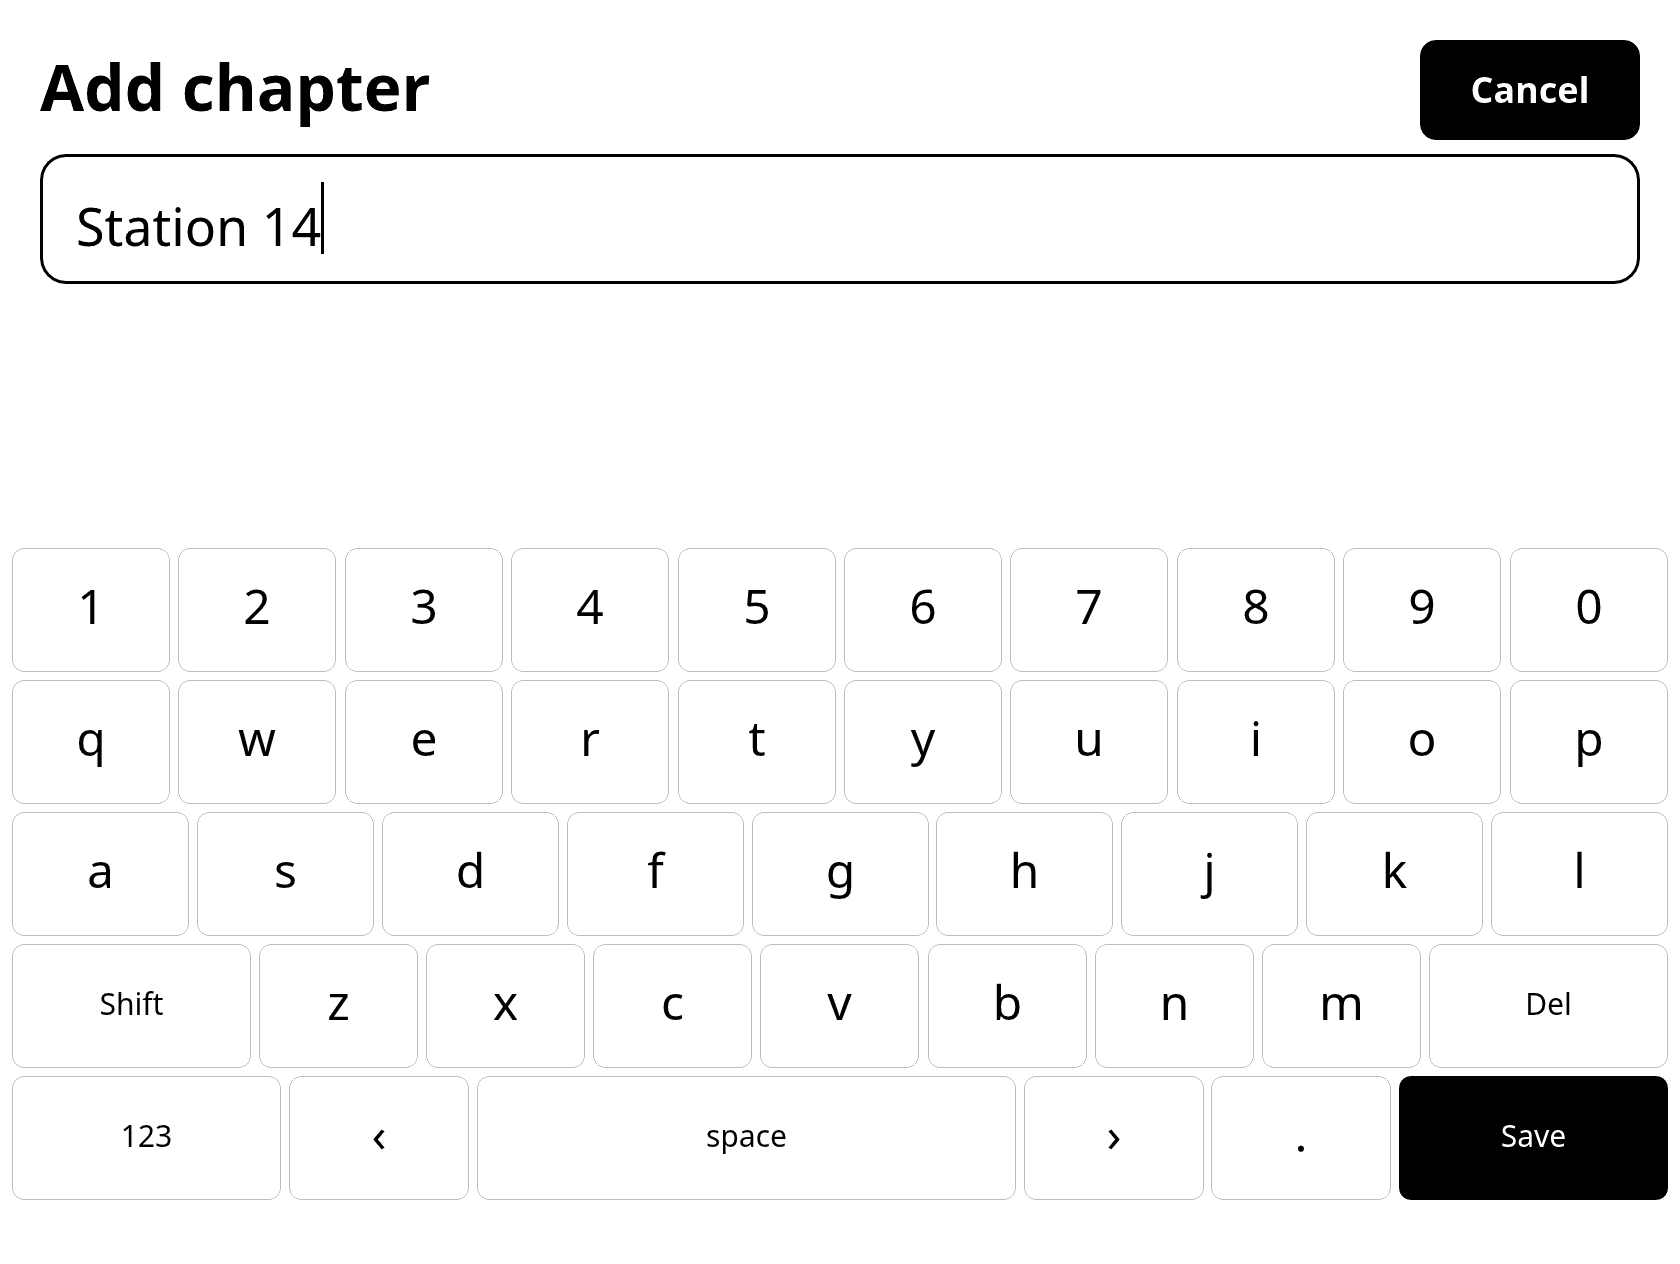 Add chapter
Cancel
Station 14
1 2 3 4 5 6 7 8 9 0
q w e r t y u i o p
a s d f g h j k l
Shift z x c v b n m Del
123 ‹ space › . Save